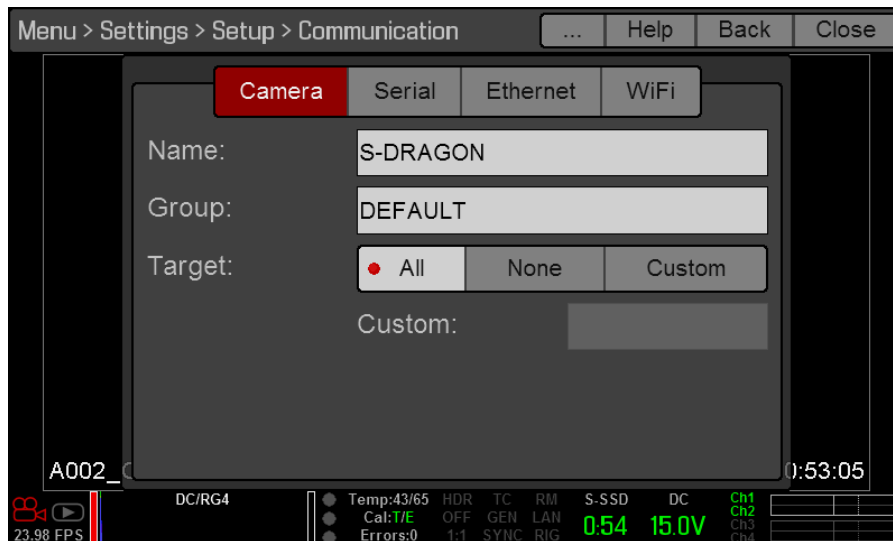 Menu > Settings > Setup > Communication ... Help Back Close
Camera Serial Ethernet WiFi
Name: S-DRAGON
Group: DEFAULT
Target: All None Custom
Custom:
A002_ 0:53:05
DC/RG4 Temp:43/65 HDR TC RM S-SSD DC Ch1
Cal:T/E OFF GEN LAN 0:54 15.0V Ch2
23.98 FPS Errors:0 1:1 SYNC RIG Ch3
Ch4